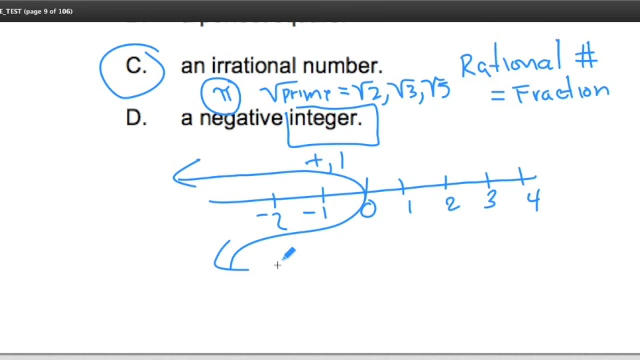 E_TEST (page 9 of 106)
C. an irrational number.
Rational #
= Fraction
π √prime = √2, √3, √5
D. a negative integer.
+, 1
-2 -1 0 1 2 3 4